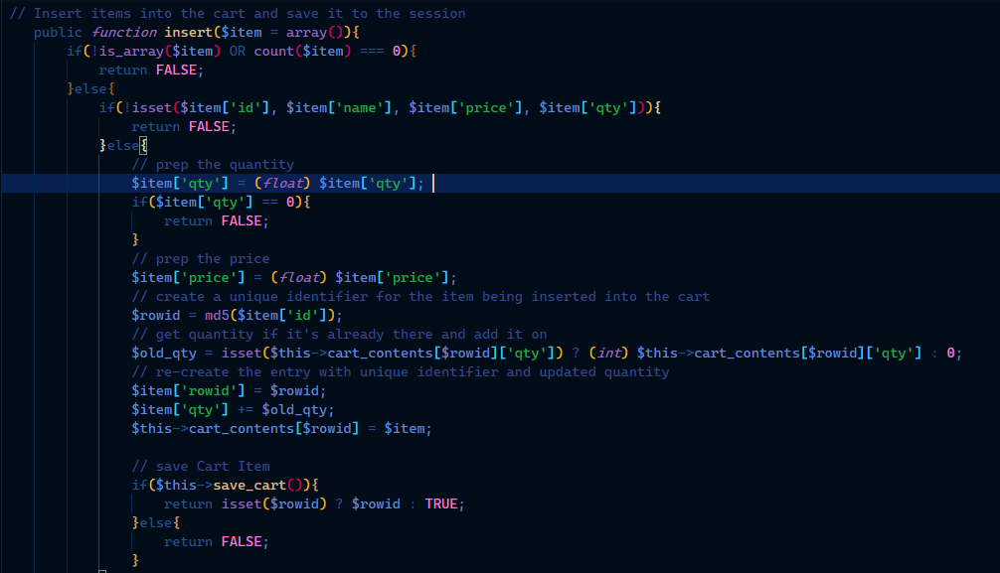 // Insert items into the cart and save it to the session
public function insert($item = array()){
if(!is_array($item) OR count($item) === 0){
return FALSE;
}else{
if(!isset($item['id'], $item['name'], $item['price'], $item['qty'])){
return FALSE;
}else{
// prep the quantity
$item['qty'] = (float) $item['qty'];
if($item['qty'] == 0){
return FALSE;
}
// prep the price
$item['price'] = (float) $item['price'];
// create a unique identifier for the item being inserted into the cart
$rowid = md5($item['id']);
// get quantity if it's already there and add it on
$old_qty = isset($this->cart_contents[$rowid]['qty']) ? (int) $this->cart_contents[$rowid]['qty'] : 0;
// re-create the entry with unique identifier and updated quantity
$item['rowid'] = $rowid;
$item['qty'] += $old_qty;
$this->cart_contents[$rowid] = $item;
// save Cart Item
if($this->save_cart()){
return isset($rowid) ? $rowid : TRUE;
}else{
return FALSE;
}